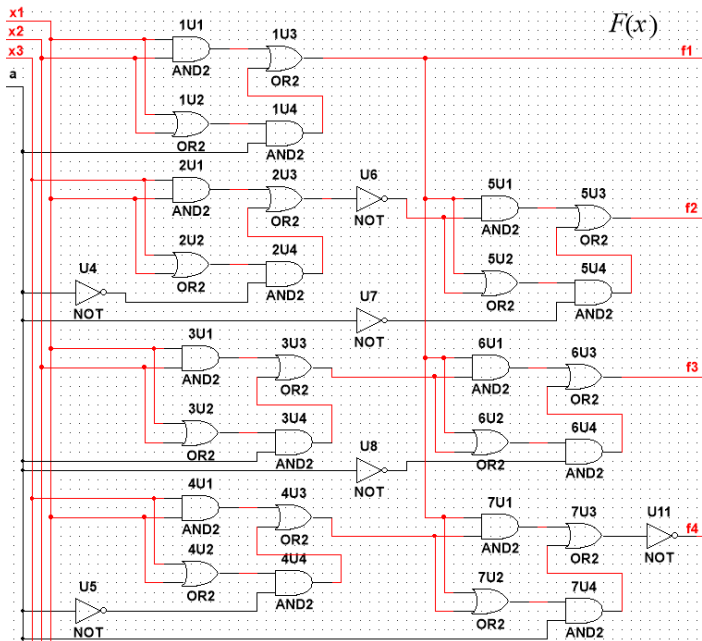 x1
1U1
1U3
F(x)
x2
x3
f1
AND2
OR2
a
1U2
1U4
OR2
AND2
2U1
2U3
U6
5U1
5U3
f2
AND2
OR2
NOT
AND2
OR2
2U2
2U4
5U2
5U4
U4
OR2
AND2
U7
OR2
AND2
NOT
NOT
3U1
3U3
6U1
6U3
f3
AND2
OR2
AND2
OR2
3U2
3U4
U8
6U2
6U4
OR2
AND2
NOT
OR2
AND2
4U1
4U3
7U1
7U3
U11
f4
AND2
OR2
AND2
OR2
NOT
4U2
4U4
U5
OR2
AND2
7U2
7U4
NOT
OR2
AND2